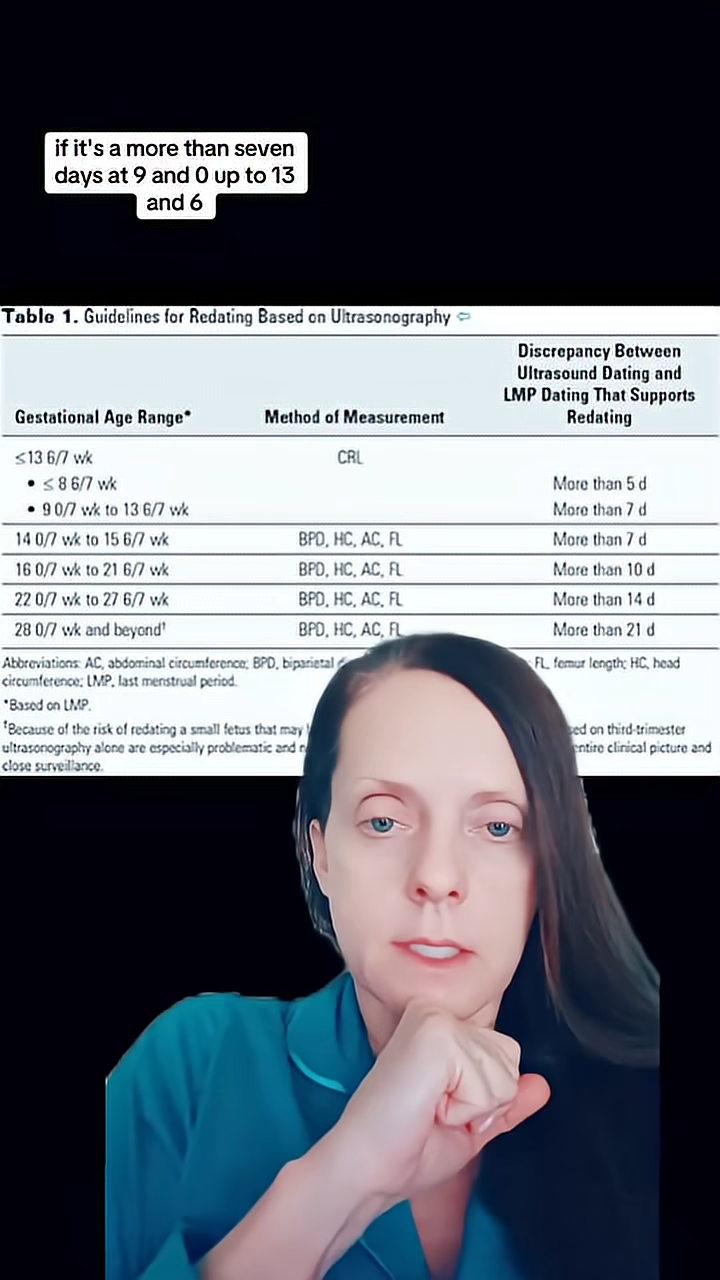 if it's a more than seven
days at 9 and 0 up to 13
and 6
Table 1. Guidelines for Redating Based on Ultrasonography ⇦
Discrepancy Between
Ultrasound Dating and
LMP Dating That Supports
Gestational Age Range* Method of Measurement Redating
≤13 6/7 wk CRL
• ≤ 8 6/7 wk More than 5 d
• 9 0/7 wk to 13 6/7 wk More than 7 d
14 0/7 wk to 15 6/7 wk BPD, HC, AC, FL More than 7 d
16 0/7 wk to 21 6/7 wk BPD, HC, AC, FL More than 10 d
22 0/7 wk to 27 6/7 wk BPD, HC, AC, FL More than 14 d
28 0/7 wk and beyond† BPD, HC, AC, FL More than 21 d
Abbreviations: AC, abdominal circumference; BPD, biparietal FL, femur length; HC, head
circumference; LMP, last menstrual period.
*Based on LMP.
†Because of the risk of redating a small fetus that may on third-trimester
ultrasonography alone are especially problematic and clinical picture and
close surveillance.